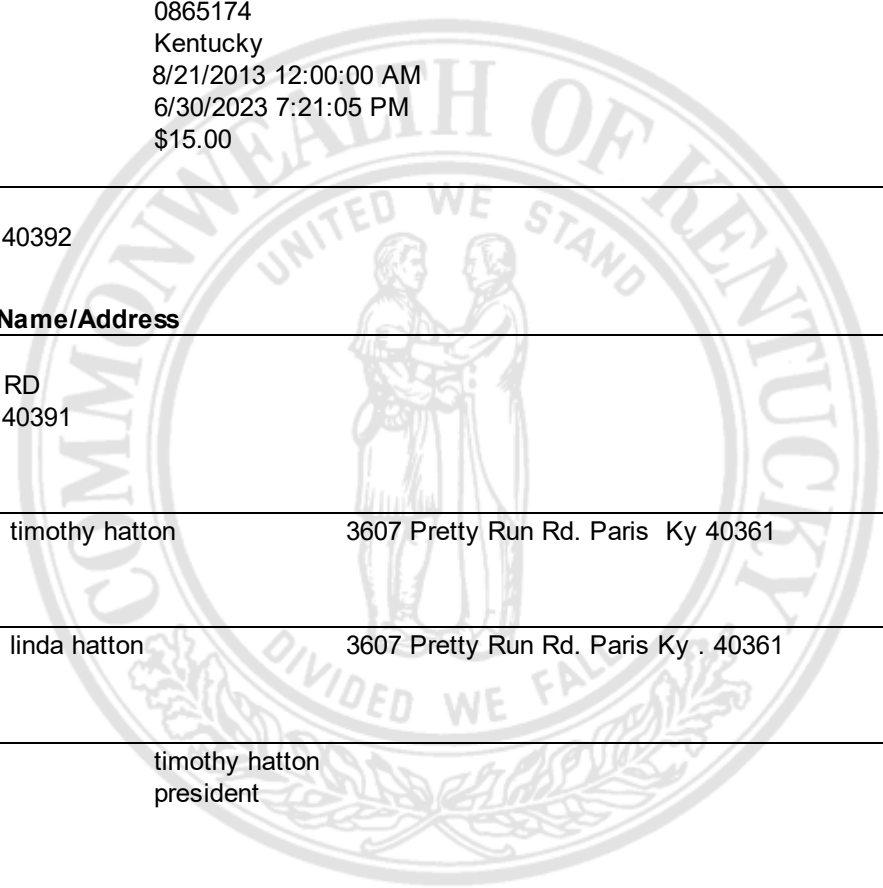 0865174
Kentucky
8/21/2013 12:00:00 AM
6/30/2023 7:21:05 PM
$15.00
40392
Name/Address
RD
40391
timothy hatton 3607 Pretty Run Rd. Paris Ky 40361
linda hatton 3607 Pretty Run Rd. Paris Ky . 40361
timothy hatton
president
COMMONWEALTH OF KENTUCKY
UNITED WE STAND
DIVIDED WE FALL